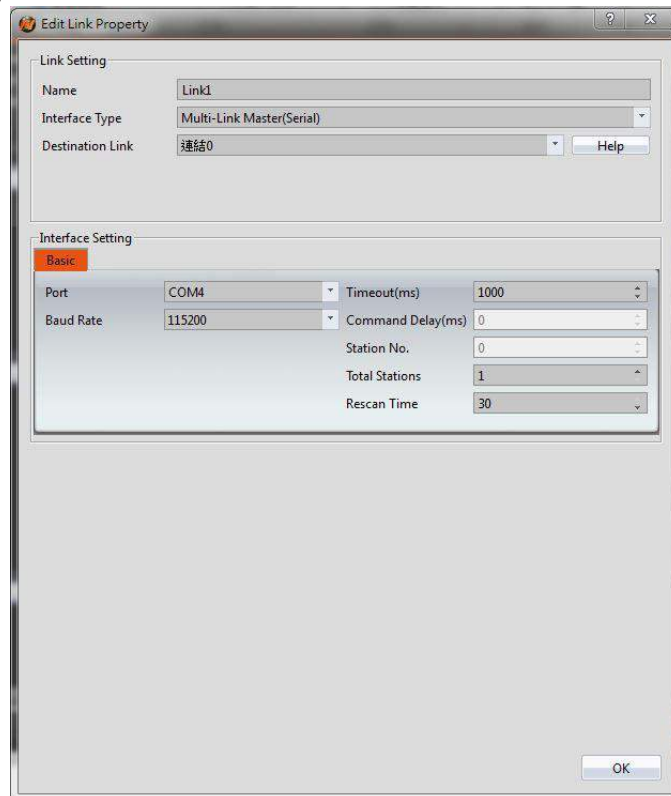 Edit Link Property
Link Setting
Name Link1
Interface Type Multi-Link Master(Serial)
Destination Link 連結0 Help
Interface Setting
Basic
Port COM4 Timeout(ms) 1000
Baud Rate 115200 Command Delay(ms) 0
Station No. 0
Total Stations 1
Rescan Time 30
OK